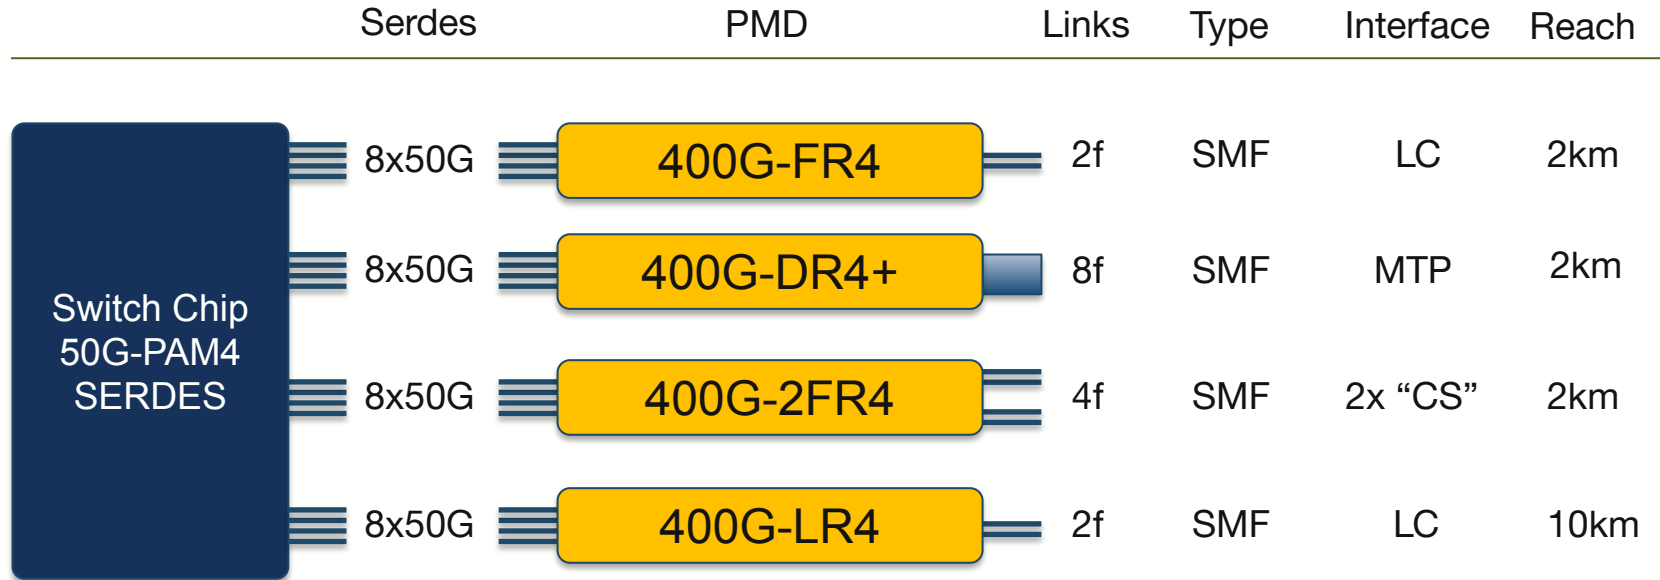 Serdes PMD Links Type Interface Reach
8x50G 400G-FR4 2f SMF LC 2km
8x50G 400G-DR4+ 8f SMF MTP 2km
Switch Chip
50G-PAM4
SERDES
8x50G 400G-2FR4 4f SMF 2x “CS” 2km
8x50G 400G-LR4 2f SMF LC 10km